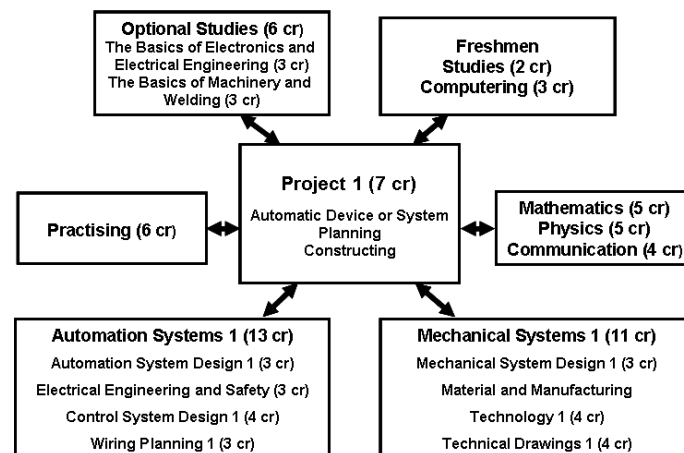 Optional Studies (6 cr)
The Basics of Electronics and
Electrical Engineering (3 cr)
The Basics of Machinery and
Welding (3 cr)
Freshmen
Studies (2 cr)
Computering (3 cr)
Project 1 (7 cr)
Automatic Device or System
Planning
Constructing
Practising (6 cr)
Mathematics (5 cr)
Physics (5 cr)
Communication (4 cr)
Automation Systems 1 (13 cr)
Automation System Design 1 (3 cr)
Electrical Engineering and Safety (3 cr)
Control System Design 1 (4 cr)
Wiring Planning 1 (3 cr)
Mechanical Systems 1 (11 cr)
Mechanical System Design 1 (3 cr)
Material and Manufacturing
Technology 1 (4 cr)
Technical Drawings 1 (4 cr)